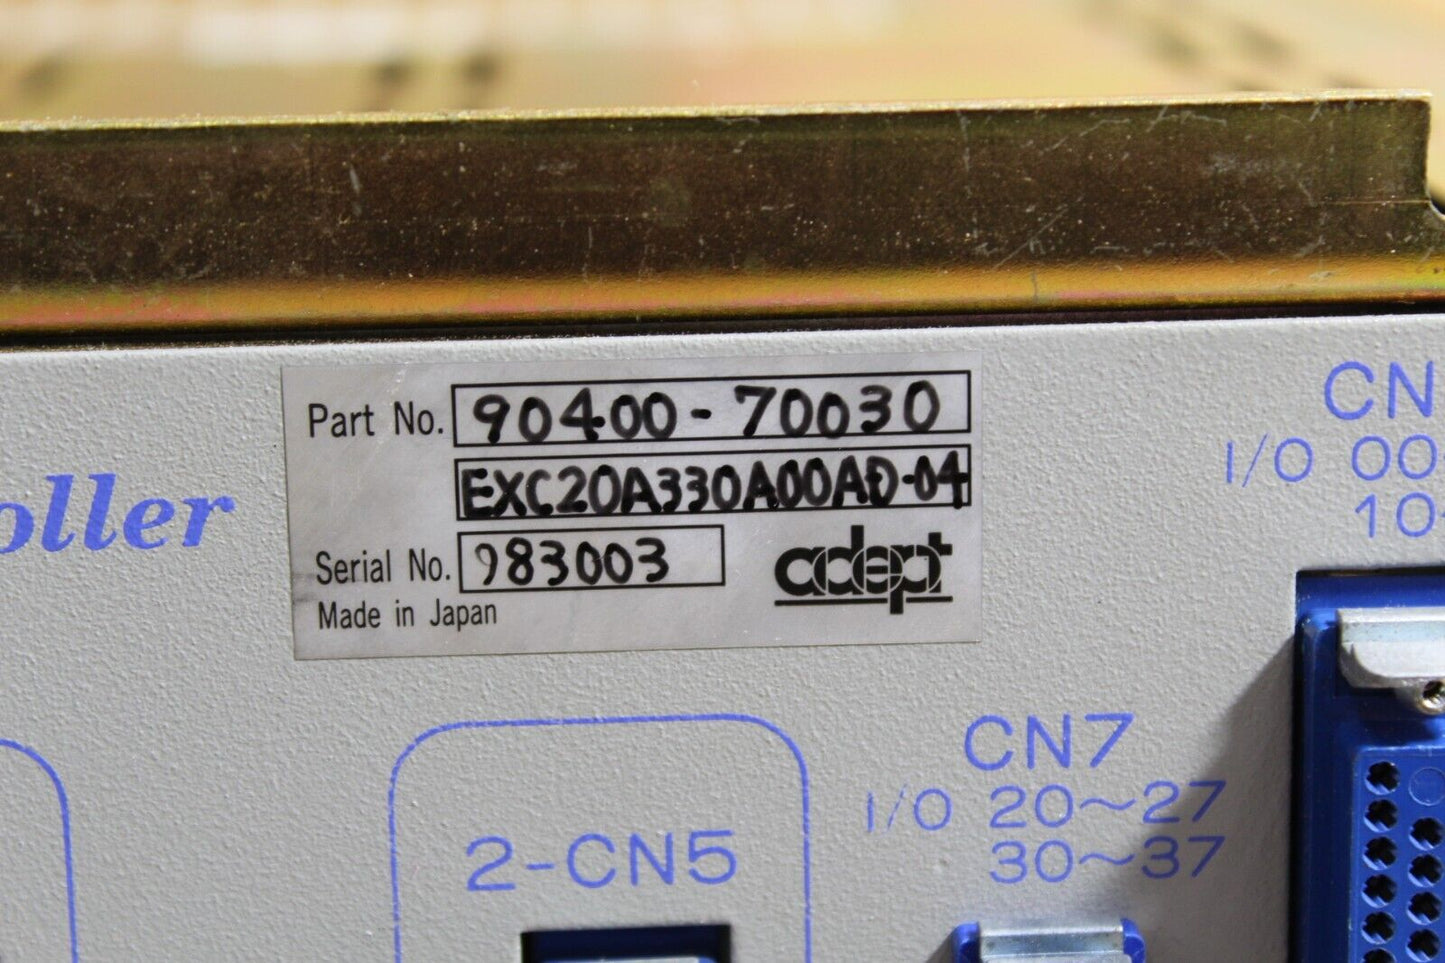 Part No. 90400-70030
EXC20A330A00AD-04
Serial No. 983003
adept
Made in Japan
oller
CN
I/O 00
10
CN7
I/O 20~27
30~37
2-CN5